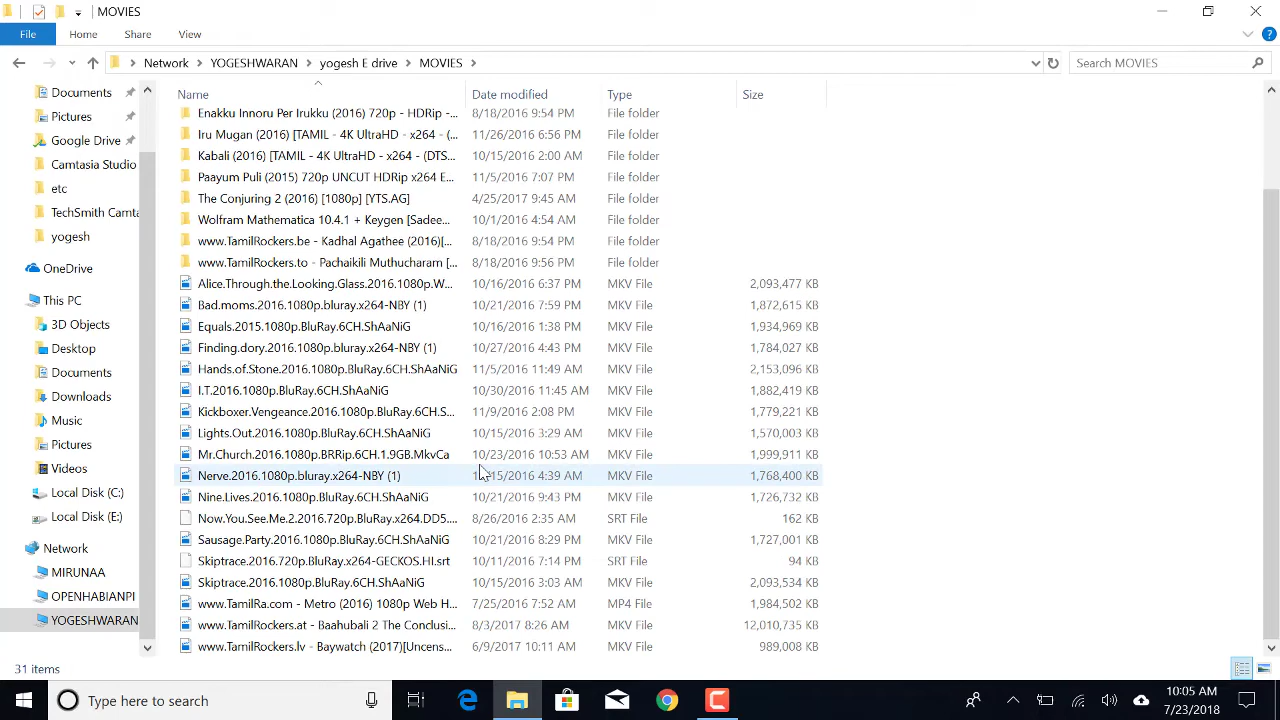 MOVIES
File Home Share View
Network YOGESHWARAN yogesh E drive MOVIES Search MOVIES
Name Date modified Type Size
Documents
Pictures
Google Drive
Camtasia Studio
etc
TechSmith Camta
yogesh
OneDrive
This PC
3D Objects
Desktop
Documents
Downloads
Music
Pictures
Videos
Local Disk (C:)
Local Disk (E:)
Network
MIRUNAA
OPENHABIANPI
YOGESHWARAN
Enakku Innoru Per Irukku (2016) 720p - HDRip -... 8/18/2016 9:54 PM File folder
Iru Mugan (2016) [TAMIL - 4K UltraHD - x264 - (... 11/26/2016 6:56 PM File folder
Kabali (2016) [TAMIL - 4K UltraHD - x264 - (DTS... 10/15/2016 2:00 AM File folder
Paayum Puli (2015) 720p UNCUT HDRip x264 E... 11/5/2016 7:07 PM File folder
The Conjuring 2 (2016) [1080p] [YTS.AG] 4/25/2017 9:45 AM File folder
Wolfram Mathematica 10.4.1 + Keygen [Sadee... 10/1/2016 4:54 AM File folder
www.TamilRockers.be - Kadhal Agathee (2016)[... 8/18/2016 9:54 PM File folder
www.TamilRockers.to - Pachaikili Muthucharam [... 8/18/2016 9:56 PM File folder
Alice.Through.the.Looking.Glass.2016.1080p.W... 10/16/2016 6:37 PM MKV File 2,093,477 KB
Bad.moms.2016.1080p.bluray.x264-NBY (1) 10/21/2016 7:59 PM MKV File 1,872,615 KB
Equals.2015.1080p.BluRay.6CH.ShAaNiG 10/16/2016 1:38 PM MKV File 1,934,969 KB
Finding.dory.2016.1080p.bluray.x264-NBY (1) 10/27/2016 4:43 PM MKV File 1,784,027 KB
Hands.of.Stone.2016.1080p.BluRay.6CH.ShAaNiG 11/5/2016 11:49 AM MKV File 2,153,096 KB
I.T.2016.1080p.BluRay.6CH.ShAaNiG 10/30/2016 11:45 AM MKV File 1,882,419 KB
Kickboxer.Vengeance.2016.1080p.BluRay.6CH.S... 11/9/2016 2:08 PM MKV File 1,779,221 KB
Lights.Out.2016.1080p.BluRay.6CH.ShAaNiG 10/15/2016 3:29 AM MKV File 1,570,003 KB
Mr.Church.2016.1080p.BRRip.6CH.1.9GB.MkvCa 10/23/2016 10:53 AM MKV File 1,999,911 KB
Nerve.2016.1080p.bluray.x264-NBY (1) 15/2016 4:39 AM MKV File 1,768,400 KB
Nine.Lives.2016.1080p.BluRay.6CH.ShAaNiG 10/21/2016 9:43 PM MKV File 1,726,732 KB
Now.You.See.Me.2.2016.720p.BluRay.x264.DD5.... 8/26/2016 2:35 AM SRT File 162 KB
Sausage.Party.2016.1080p.BluRay.6CH.ShAaNiG 10/21/2016 8:29 PM MKV File 1,727,001 KB
Skiptrace.2016.720p.BluRay.x264-GECKOS.HI.srt 10/11/2016 7:14 PM SRT File 94 KB
Skiptrace.2016.1080p.BluRay.6CH.ShAaNiG 10/15/2016 3:03 AM MKV File 2,093,534 KB
www.TamilRa.com - Metro (2016) 1080p Web H... 7/25/2016 7:52 AM MP4 File 1,984,502 KB
www.TamilRockers.at - Baahubali 2 The Conclusi... 8/3/2017 8:26 AM MKV File 12,010,735 KB
www.TamilRockers.lv - Baywatch (2017)[Uncens... 6/9/2017 10:11 AM MKV File 989,008 KB
31 items
Type here to search
10:05 AM
7/23/2018